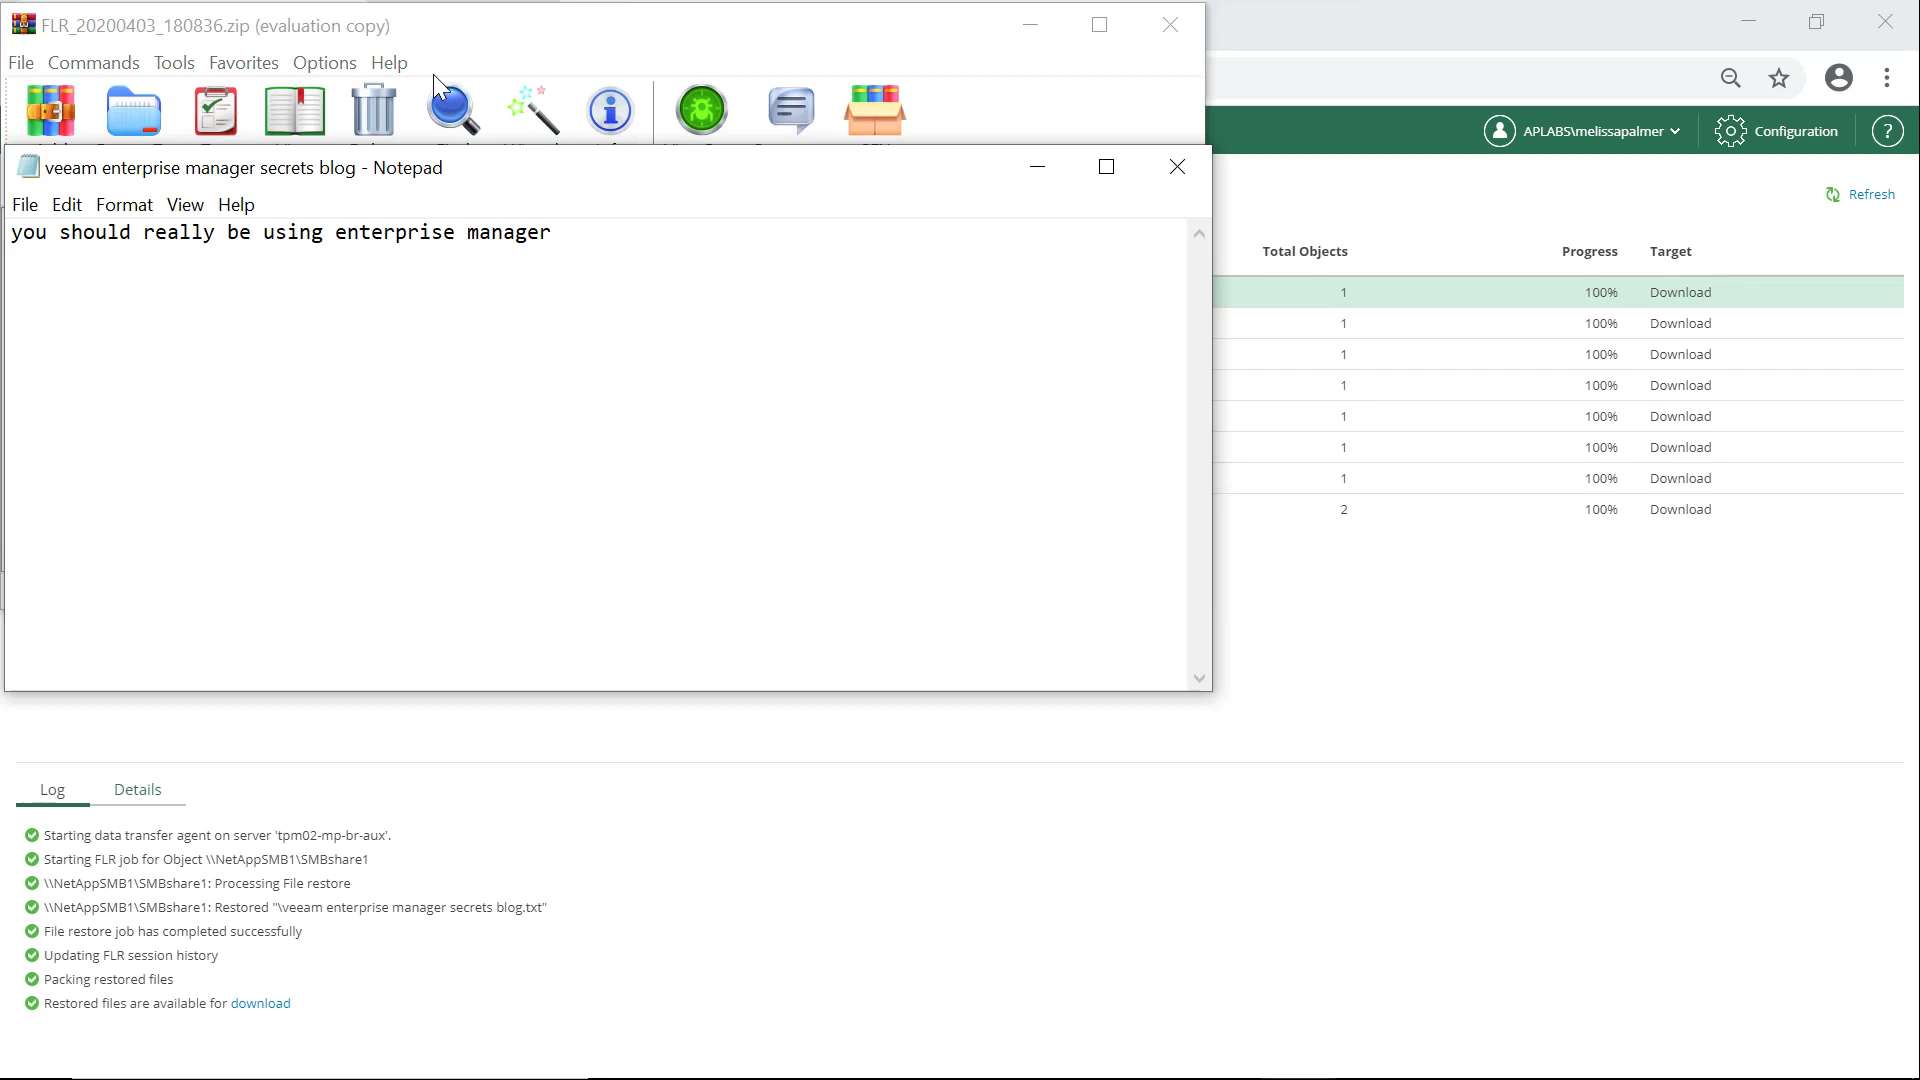 FLR_20200403_180836.zip (evaluation copy)
File Commands Tools Favorites Options Help
APLABS\melissapalmer
Configuration
?
veeam enterprise manager secrets blog - Notepad
File Edit Format View Help
you should really be using enterprise manager
Refresh
Total Objects Progress Target
1 100% Download
1 100% Download
1 100% Download
1 100% Download
1 100% Download
1 100% Download
1 100% Download
2 100% Download
Log Details
Starting data transfer agent on server 'tpm02-mp-br-aux'.
Starting FLR job for Object \\NetAppSMB1\SMBshare1
\\NetAppSMB1\SMBshare1: Processing File restore
\\NetAppSMB1\SMBshare1: Restored "\veeam enterprise manager secrets blog.txt"
File restore job has completed successfully
Updating FLR session history
Packing restored files
Restored files are available for download